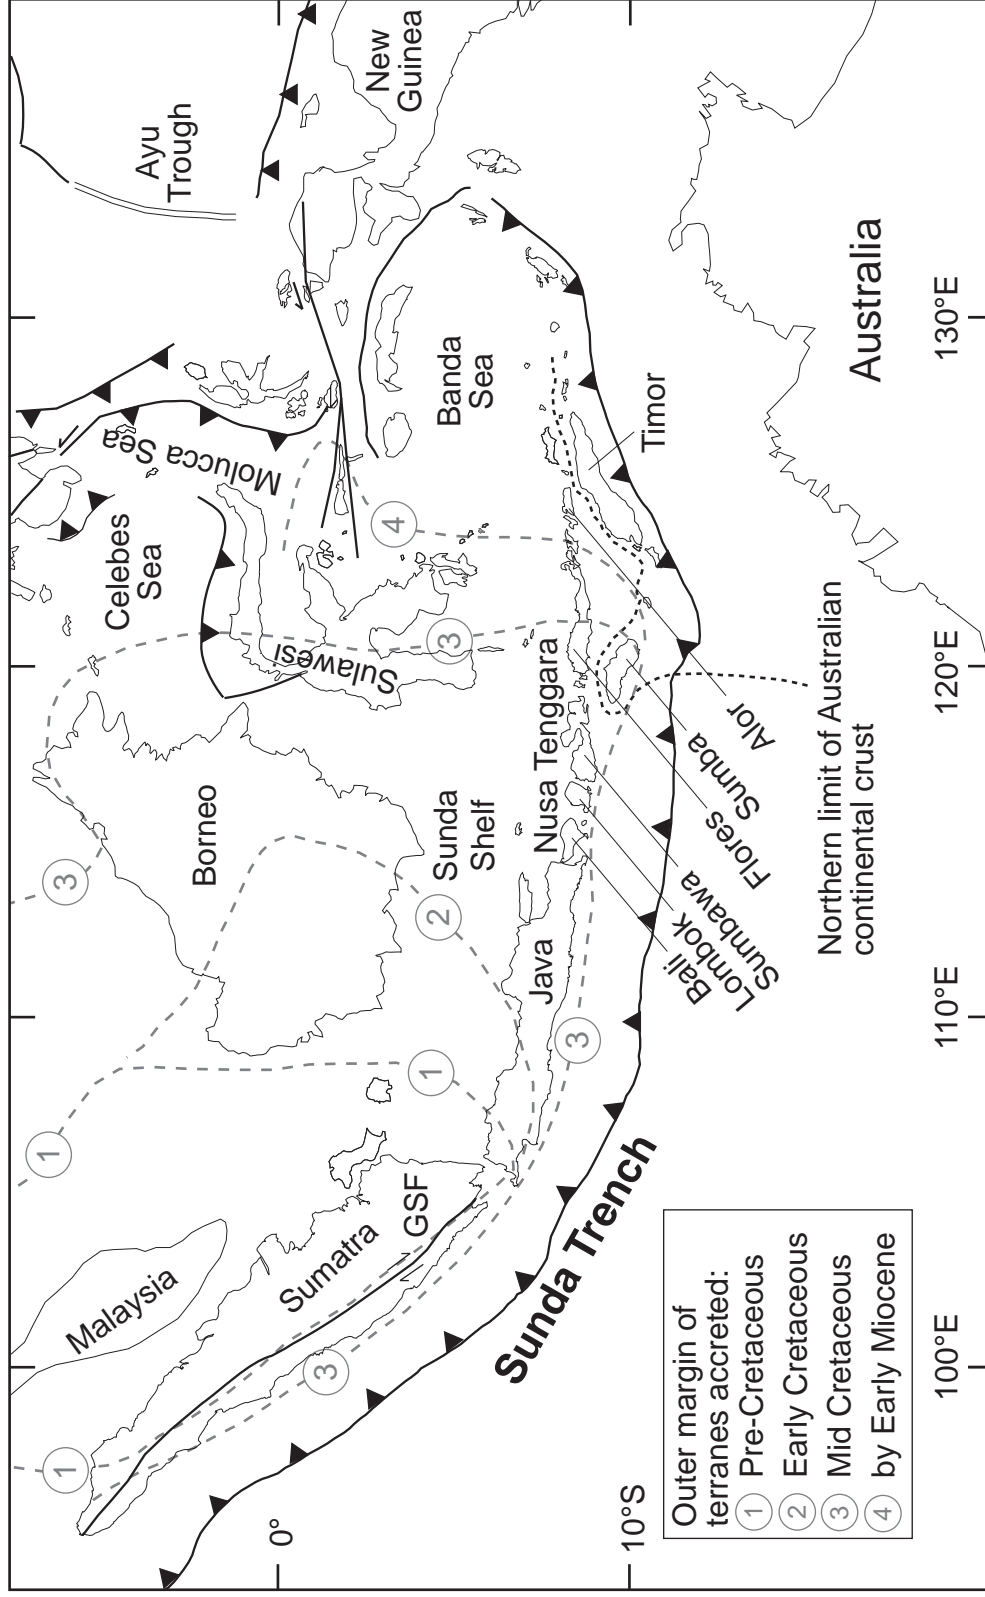 Ayu
Trough
New
Guinea
Celebes
Sea
Molucca Sea
Banda
Sea
Malaysia
Borneo
Sulawesi
Sumatra
GSF
Sunda
Shelf
Java
Nusa Tenggara
Timor
Australia
Bali
Lombok
Sumbawa
Flores
Sumba
Alor
Northern limit of Australian
continental crust
Sunda Trench
1
1
1
2
3
3
3
3
4
0°
10°S
100°E
110°E
120°E
130°E
Outer margin of
terranes accreted:
1 Pre-Cretaceous
2 Early Cretaceous
3 Mid Cretaceous
4 by Early Miocene